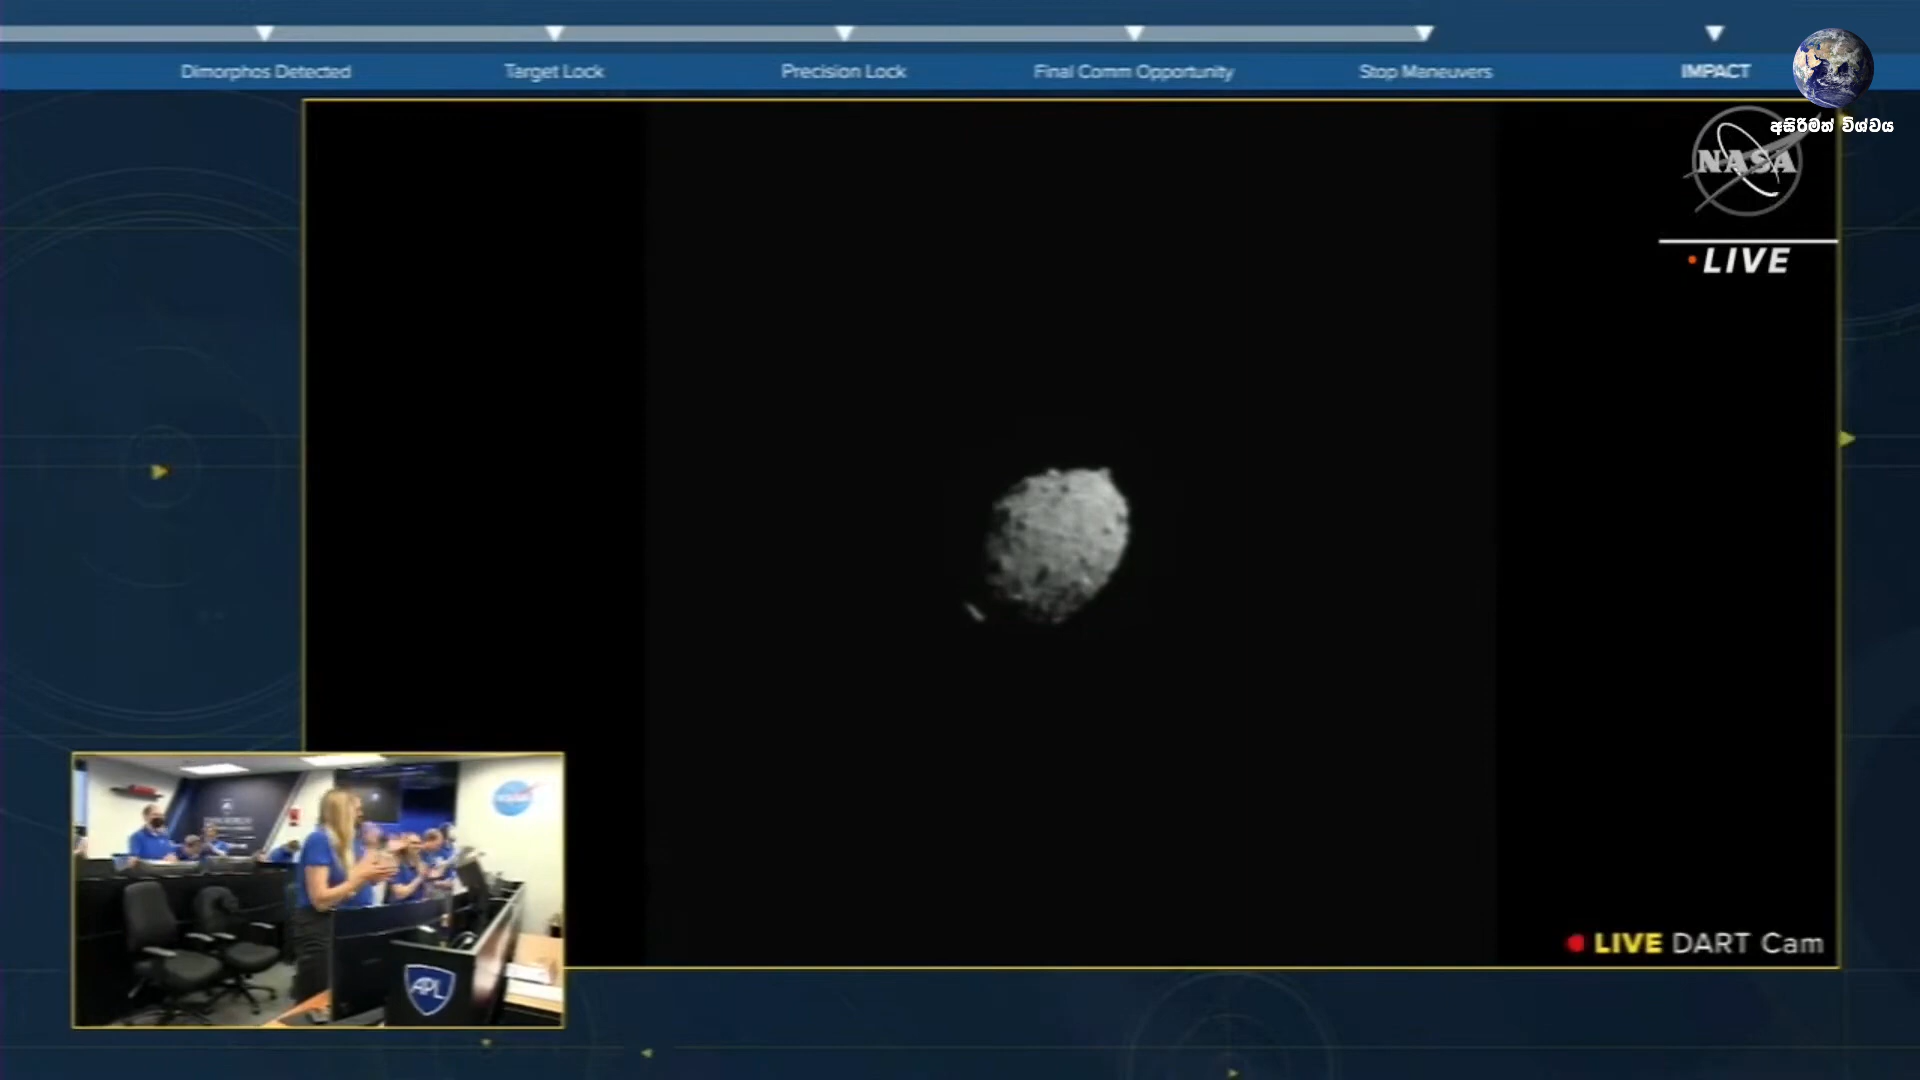 Dimorphos Detected
Target Lock
Precision Lock
Final Comm Opportunity
Stop Maneuvers
IMPACT
අසිරිමත් විශ්වය
NASA
LIVE
LIVE DART Cam
NASA
APL